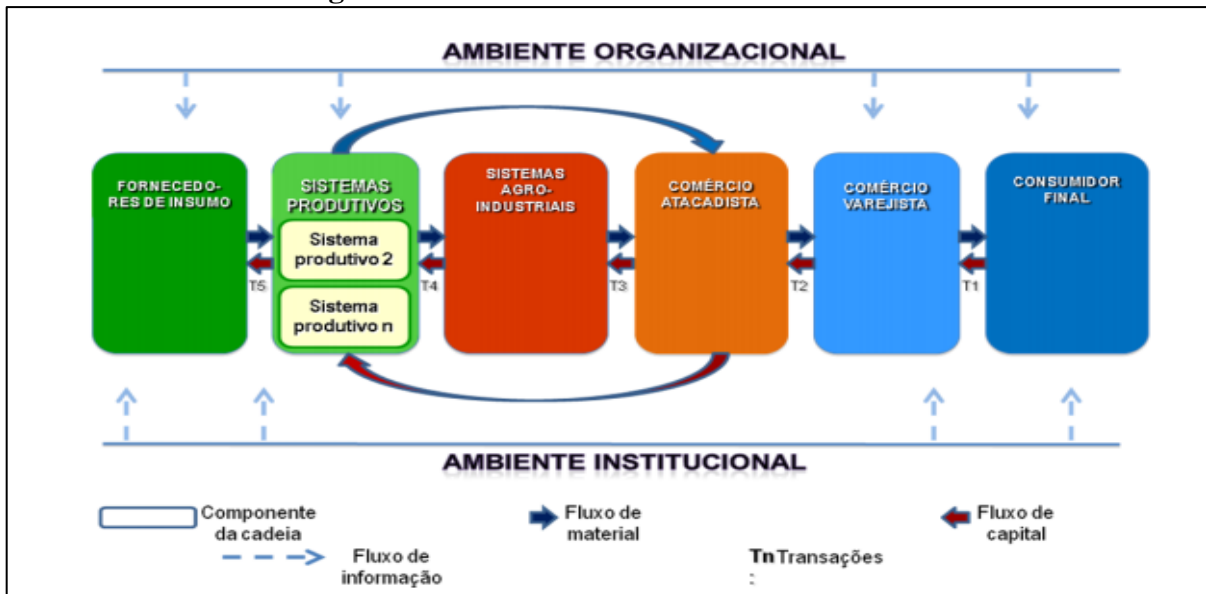 AMBIENTE ORGANIZACIONAL
FORNECEDO-
RES DE INSUMO
SISTEMAS
PRODUTIVOS
Sistema
produtivo 2
Sistema
produtivo n
SISTEMAS
AGRO-
INDUSTRIAIS
COMÉRCIO
ATACADISTA
COMÉRCIO
VAREJISTA
CONSUMIDOR
FINAL
T5
T4
T3
T2
T1
AMBIENTE INSTITUCIONAL
Componente
da cadeia
Fluxo de
material
Fluxo de
capital
Fluxo de
informação
Tn Transações
: